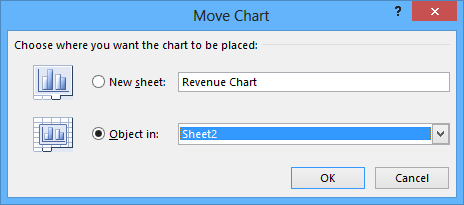 Move Chart
?
Choose where you want the chart to be placed:
New sheet: Revenue Chart
Object in: Sheet2
OK Cancel